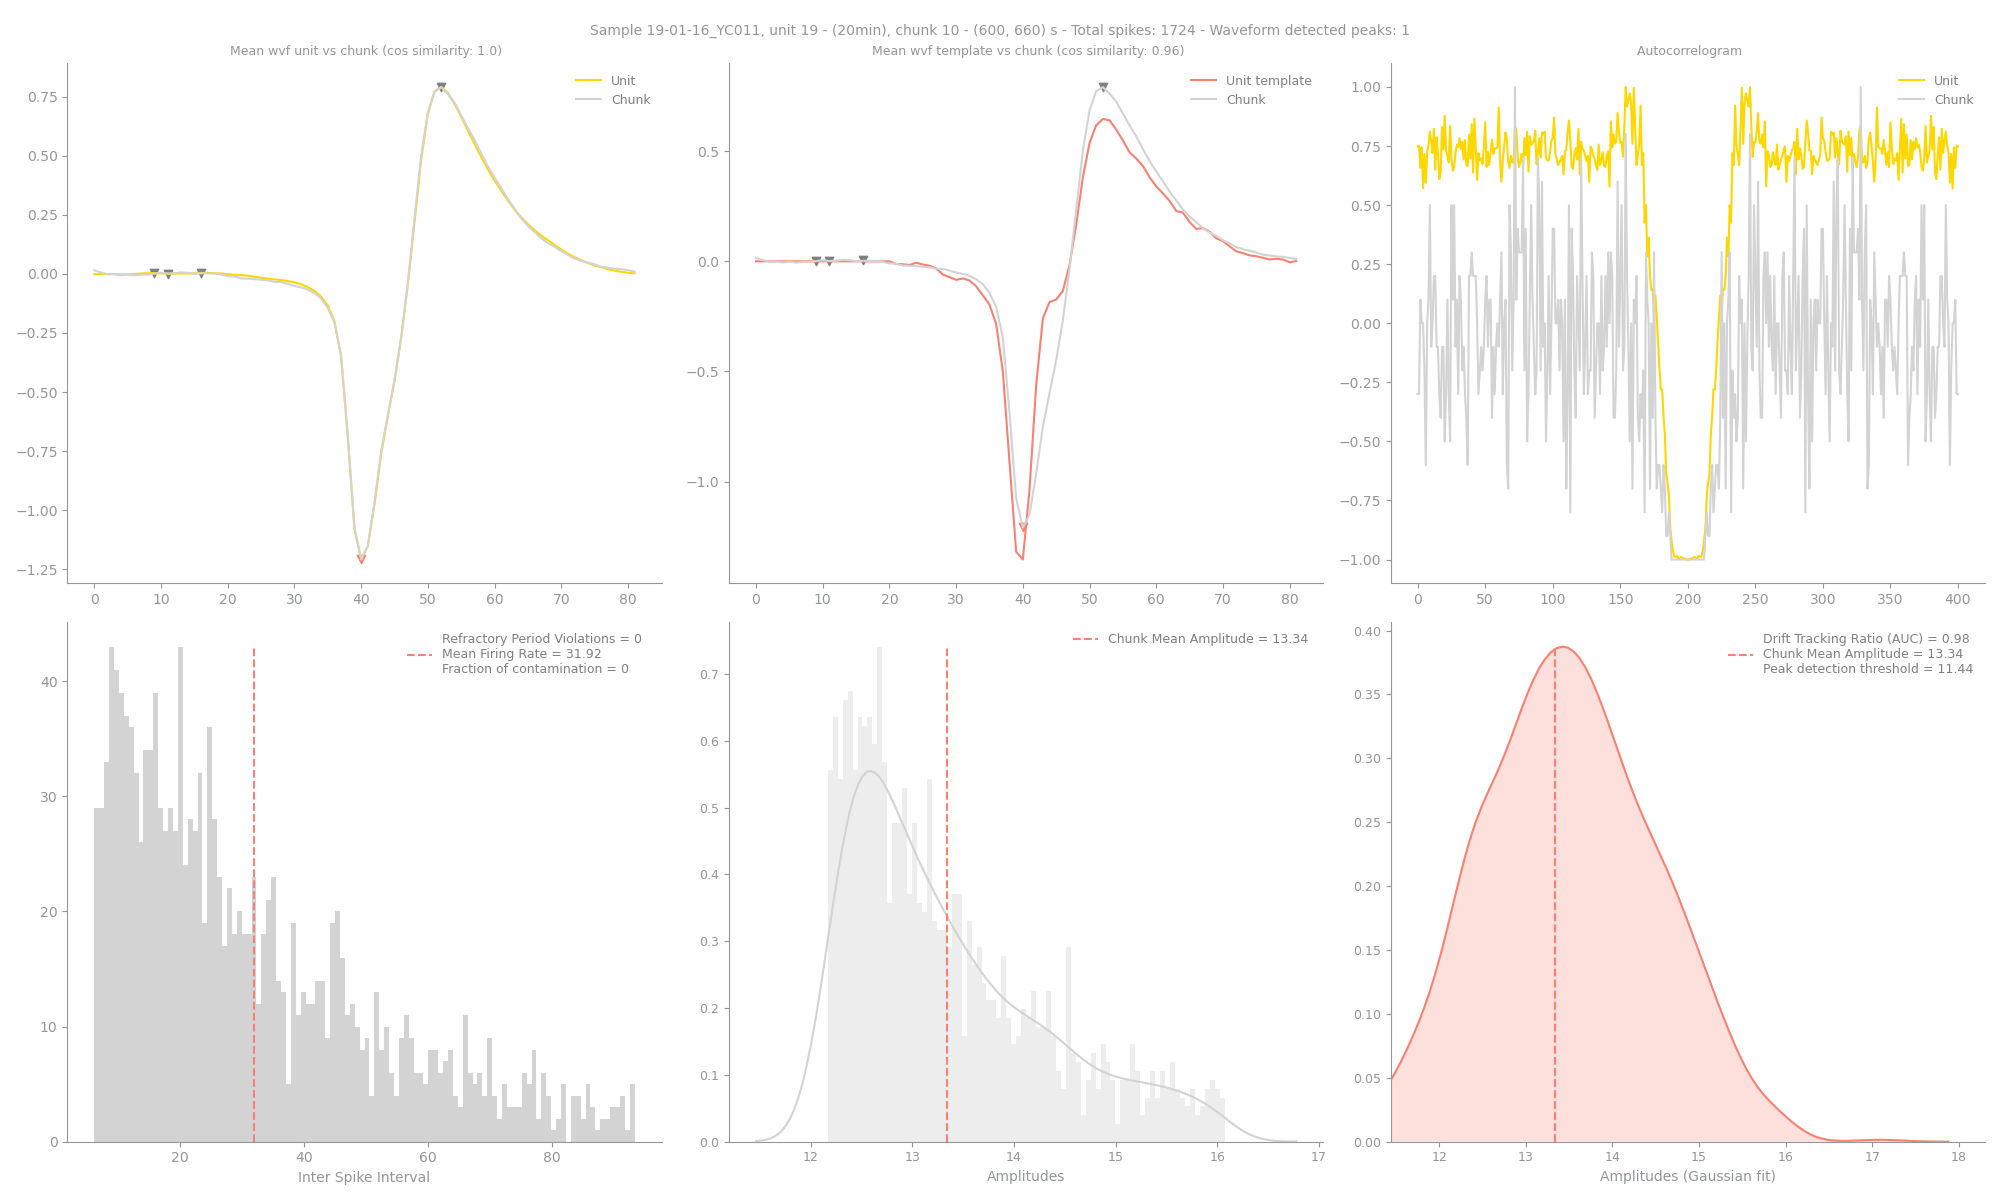 Sample 19-01-16_YC011, unit 19 - (20min), chunk 10 - (600, 660) s - Total spikes: 1724 - Waveform detected peaks: 1
Mean wvf unit vs chunk (cos similarity: 1.0)
Unit
Chunk
0.75
0.50
0.25
0.00
−0.25
−0.50
−0.75
−1.00
−1.25
0 10 20 30 40 50 60 70 80
Mean wvf template vs chunk (cos similarity: 0.96)
Unit template
Chunk
0.5
0.0
−0.5
−1.0
0 10 20 30 40 50 60 70 80
Autocorrelogram
Unit
Chunk
1.00
0.75
0.50
0.25
0.00
−0.25
−0.50
−0.75
−1.00
0 50 100 150 200 250 300 350 400
Refractory Period Violations = 0
Mean Firing Rate = 31.92
Fraction of contamination = 0
40
30
20
10
0
20 40 60 80
Inter Spike Interval
Chunk Mean Amplitude = 13.34
0.7
0.6
0.5
0.4
0.3
0.2
0.1
0.0
12 13 14 15 16 17
Amplitudes
Drift Tracking Ratio (AUC) = 0.98
Chunk Mean Amplitude = 13.34
Peak detection threshold = 11.44
0.40
0.35
0.30
0.25
0.20
0.15
0.10
0.05
0.00
12 13 14 15 16 17 18
Amplitudes (Gaussian fit)